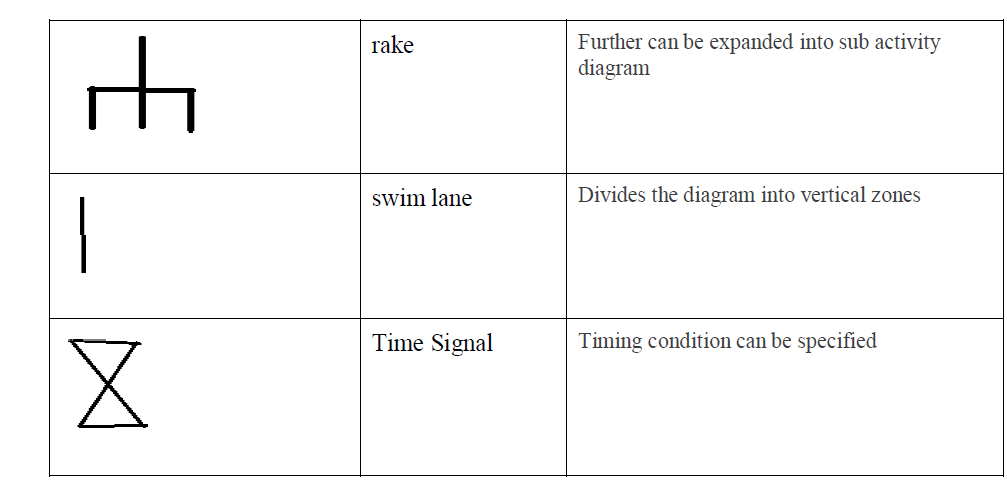 rake
Further can be expanded into sub activity
diagram
swim lane
Divides the diagram into vertical zones
Time Signal
Timing condition can be specified